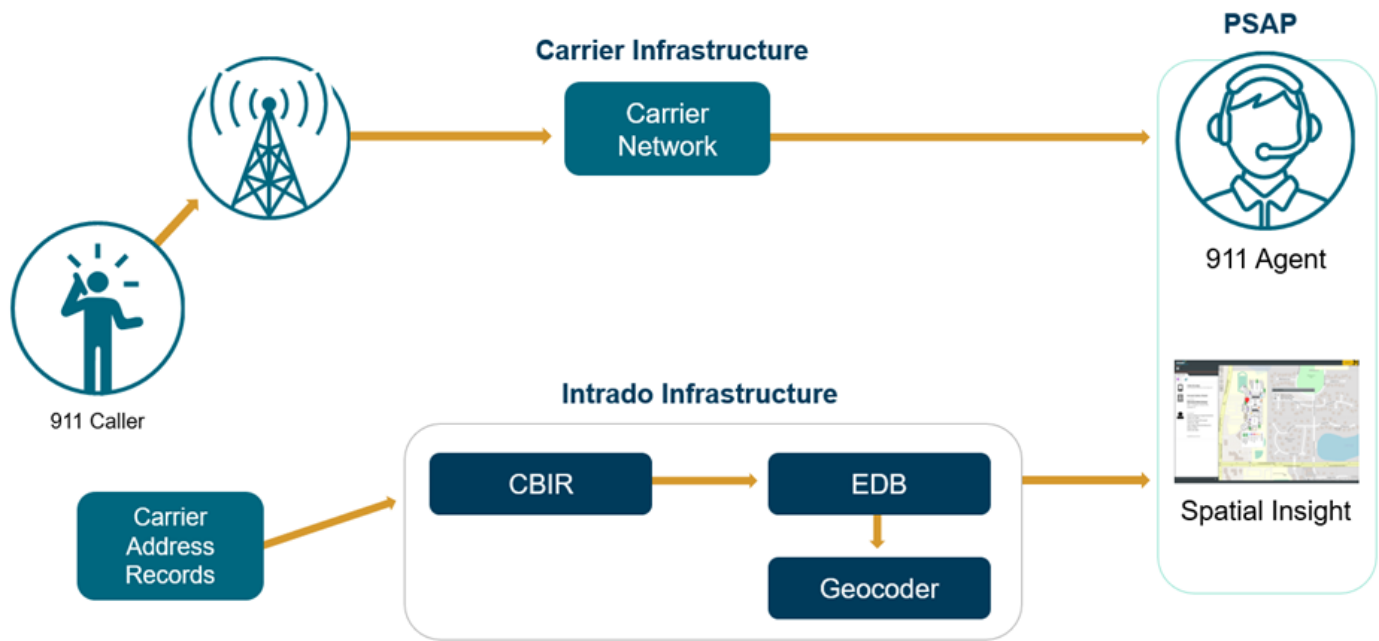 PSAP
Carrier Infrastructure
Carrier
Network
911 Agent
911 Caller
Intrado Infrastructure
CBIR
EDB
Geocoder
Carrier
Address
Records
Spatial Insight